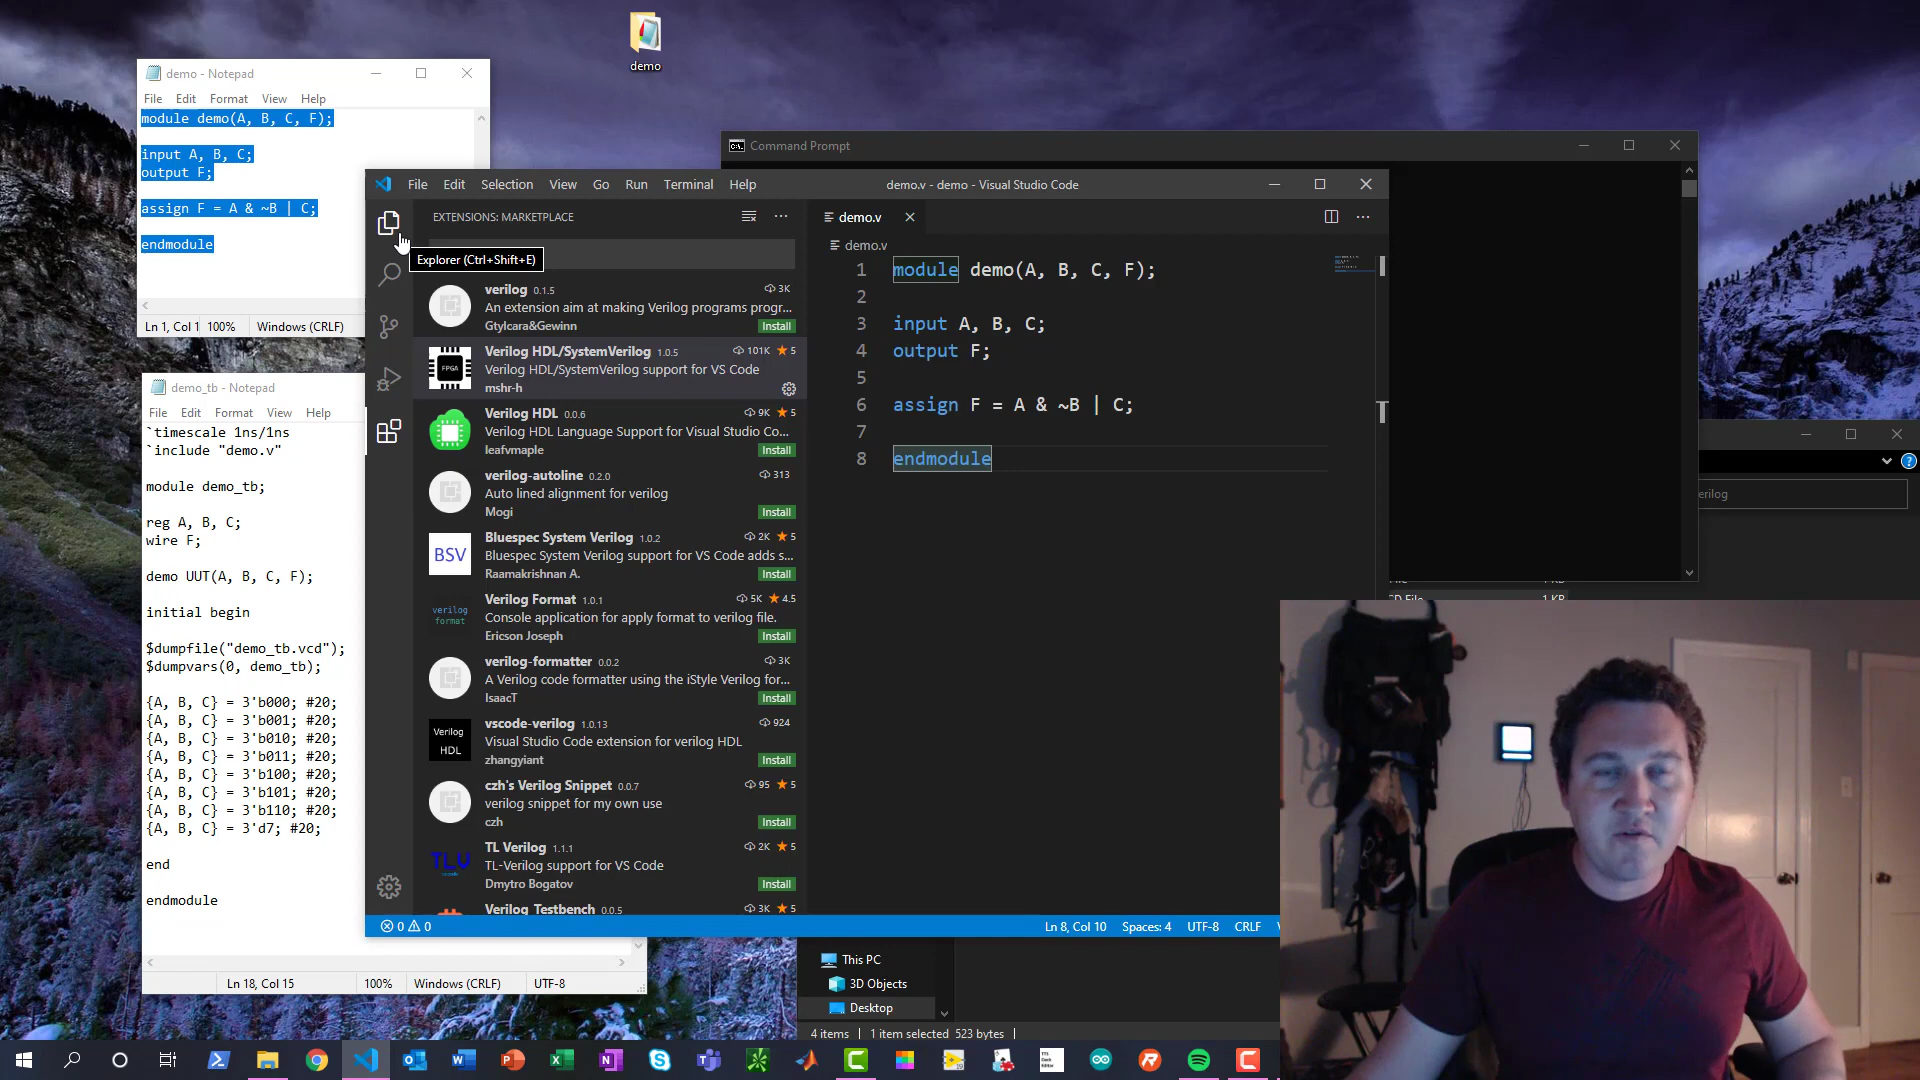 demo
demo - Notepad
File Edit Format View Help
module demo(A, B, C, F);
input A, B, C;
output F;
assign F = A & ~B | C;
endmodule
Ln 1, Col 1 100% Windows (CRLF)
demo_tb - Notepad
File Edit Format View Help
`timescale 1ns/1ns
`include "demo.v"
module demo_tb;
reg A, B, C;
wire F;
demo UUT(A, B, C, F);
initial begin
$dumpfile("demo_tb.vcd");
$dumpvars(0, demo_tb);
{A, B, C} = 3'b000; #20;
{A, B, C} = 3'b001; #20;
{A, B, C} = 3'b010; #20;
{A, B, C} = 3'b011; #20;
{A, B, C} = 3'b100; #20;
{A, B, C} = 3'b101; #20;
{A, B, C} = 3'b110; #20;
{A, B, C} = 3'd7; #20;
end
endmodule
Ln 18, Col 15 100% Windows (CRLF) UTF-8
Command Prompt
File Edit Selection View Go Run Terminal Help
demo.v - demo - Visual Studio Code
EXTENSIONS: MARKETPLACE
Explorer (Ctrl+Shift+E)
verilog 0.1.5 3K
An extension aim at making Verilog programs progr...
Gtylcara&Gewinn Install
Verilog HDL/SystemVerilog 1.0.5 101K ★ 5
Verilog HDL/SystemVerilog support for VS Code
mshr-h
FPGA
Verilog HDL 0.0.6 9K ★ 5
Verilog HDL Language Support for Visual Studio Co...
leafvmaple Install
verilog-autoline 0.2.0 313
Auto lined alignment for verilog
Mogi Install
BSV
Bluespec System Verilog 1.0.2 2K ★ 5
Bluespec System Verilog support for VS Code adds s...
Raamakrishnan A. Install
verilog format
Verilog Format 1.0.1 5K ★ 4.5
Console application for apply format to verilog file.
Ericson Joseph Install
verilog-formatter 0.0.2 3K
A Verilog code formatter using the iStyle Verilog for...
IsaacT Install
Verilog HDL
vscode-verilog 1.0.13 924
Visual Studio Code extension for verilog HDL
zhangyiant Install
czh's Verilog Snippet 0.0.7 95 ★ 5
verilog snippet for my own use
czh Install
TLV
TL Verilog 1.1.1 2K ★ 5
TL-Verilog support for VS Code
Dmytro Bogatov Install
Verilog Testbench 0.0.5 3K ★ 5
demo.v
demo.v
1 module demo(A, B, C, F);
2
3 input A, B, C;
4 output F;
5
6 assign F = A & ~B | C;
7
8 endmodule
0 0
Ln 8, Col 10 Spaces: 4 UTF-8 CRLF
erilog
CD File 1 KB
This PC
3D Objects
Desktop
4 items 1 item selected 523 bytes